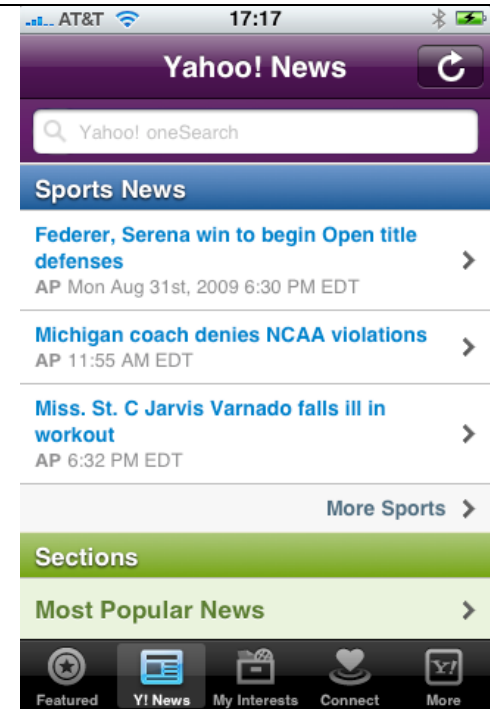 AT&T 17:17
Yahoo! News
Yahoo! oneSearch
Sports News
Federer, Serena win to begin Open title
defenses
AP Mon Aug 31st, 2009 6:30 PM EDT
Michigan coach denies NCAA violations
AP 11:55 AM EDT
Miss. St. C Jarvis Varnado falls ill in
workout
AP 6:32 PM EDT
More Sports
Sections
Most Popular News
Y!
Featured Y! News My Interests Connect More